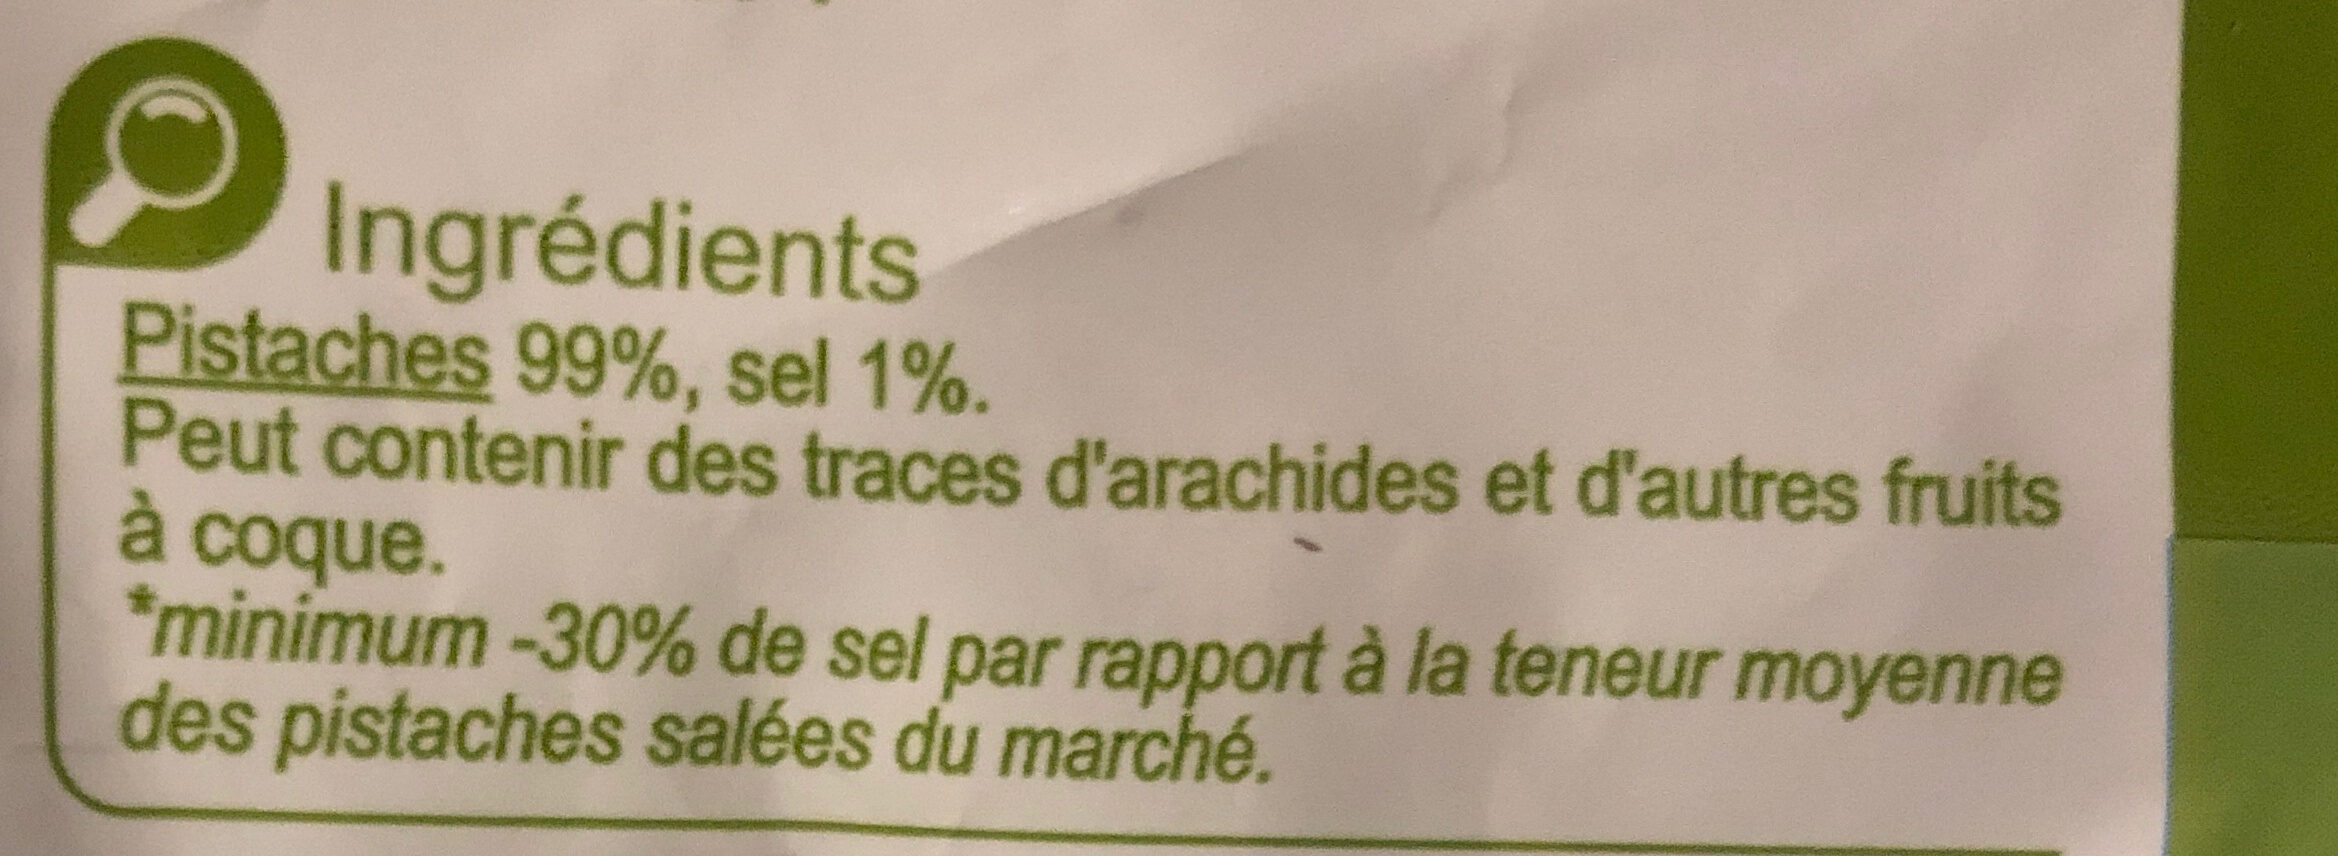 Ingrédients
Pistaches 99%, sel 1%.
Peut contenir des traces d'arachides et d'autres fruits
à coque.
*minimum -30% de sel par rapport à la teneur moyenne
des pistaches salées du marché.